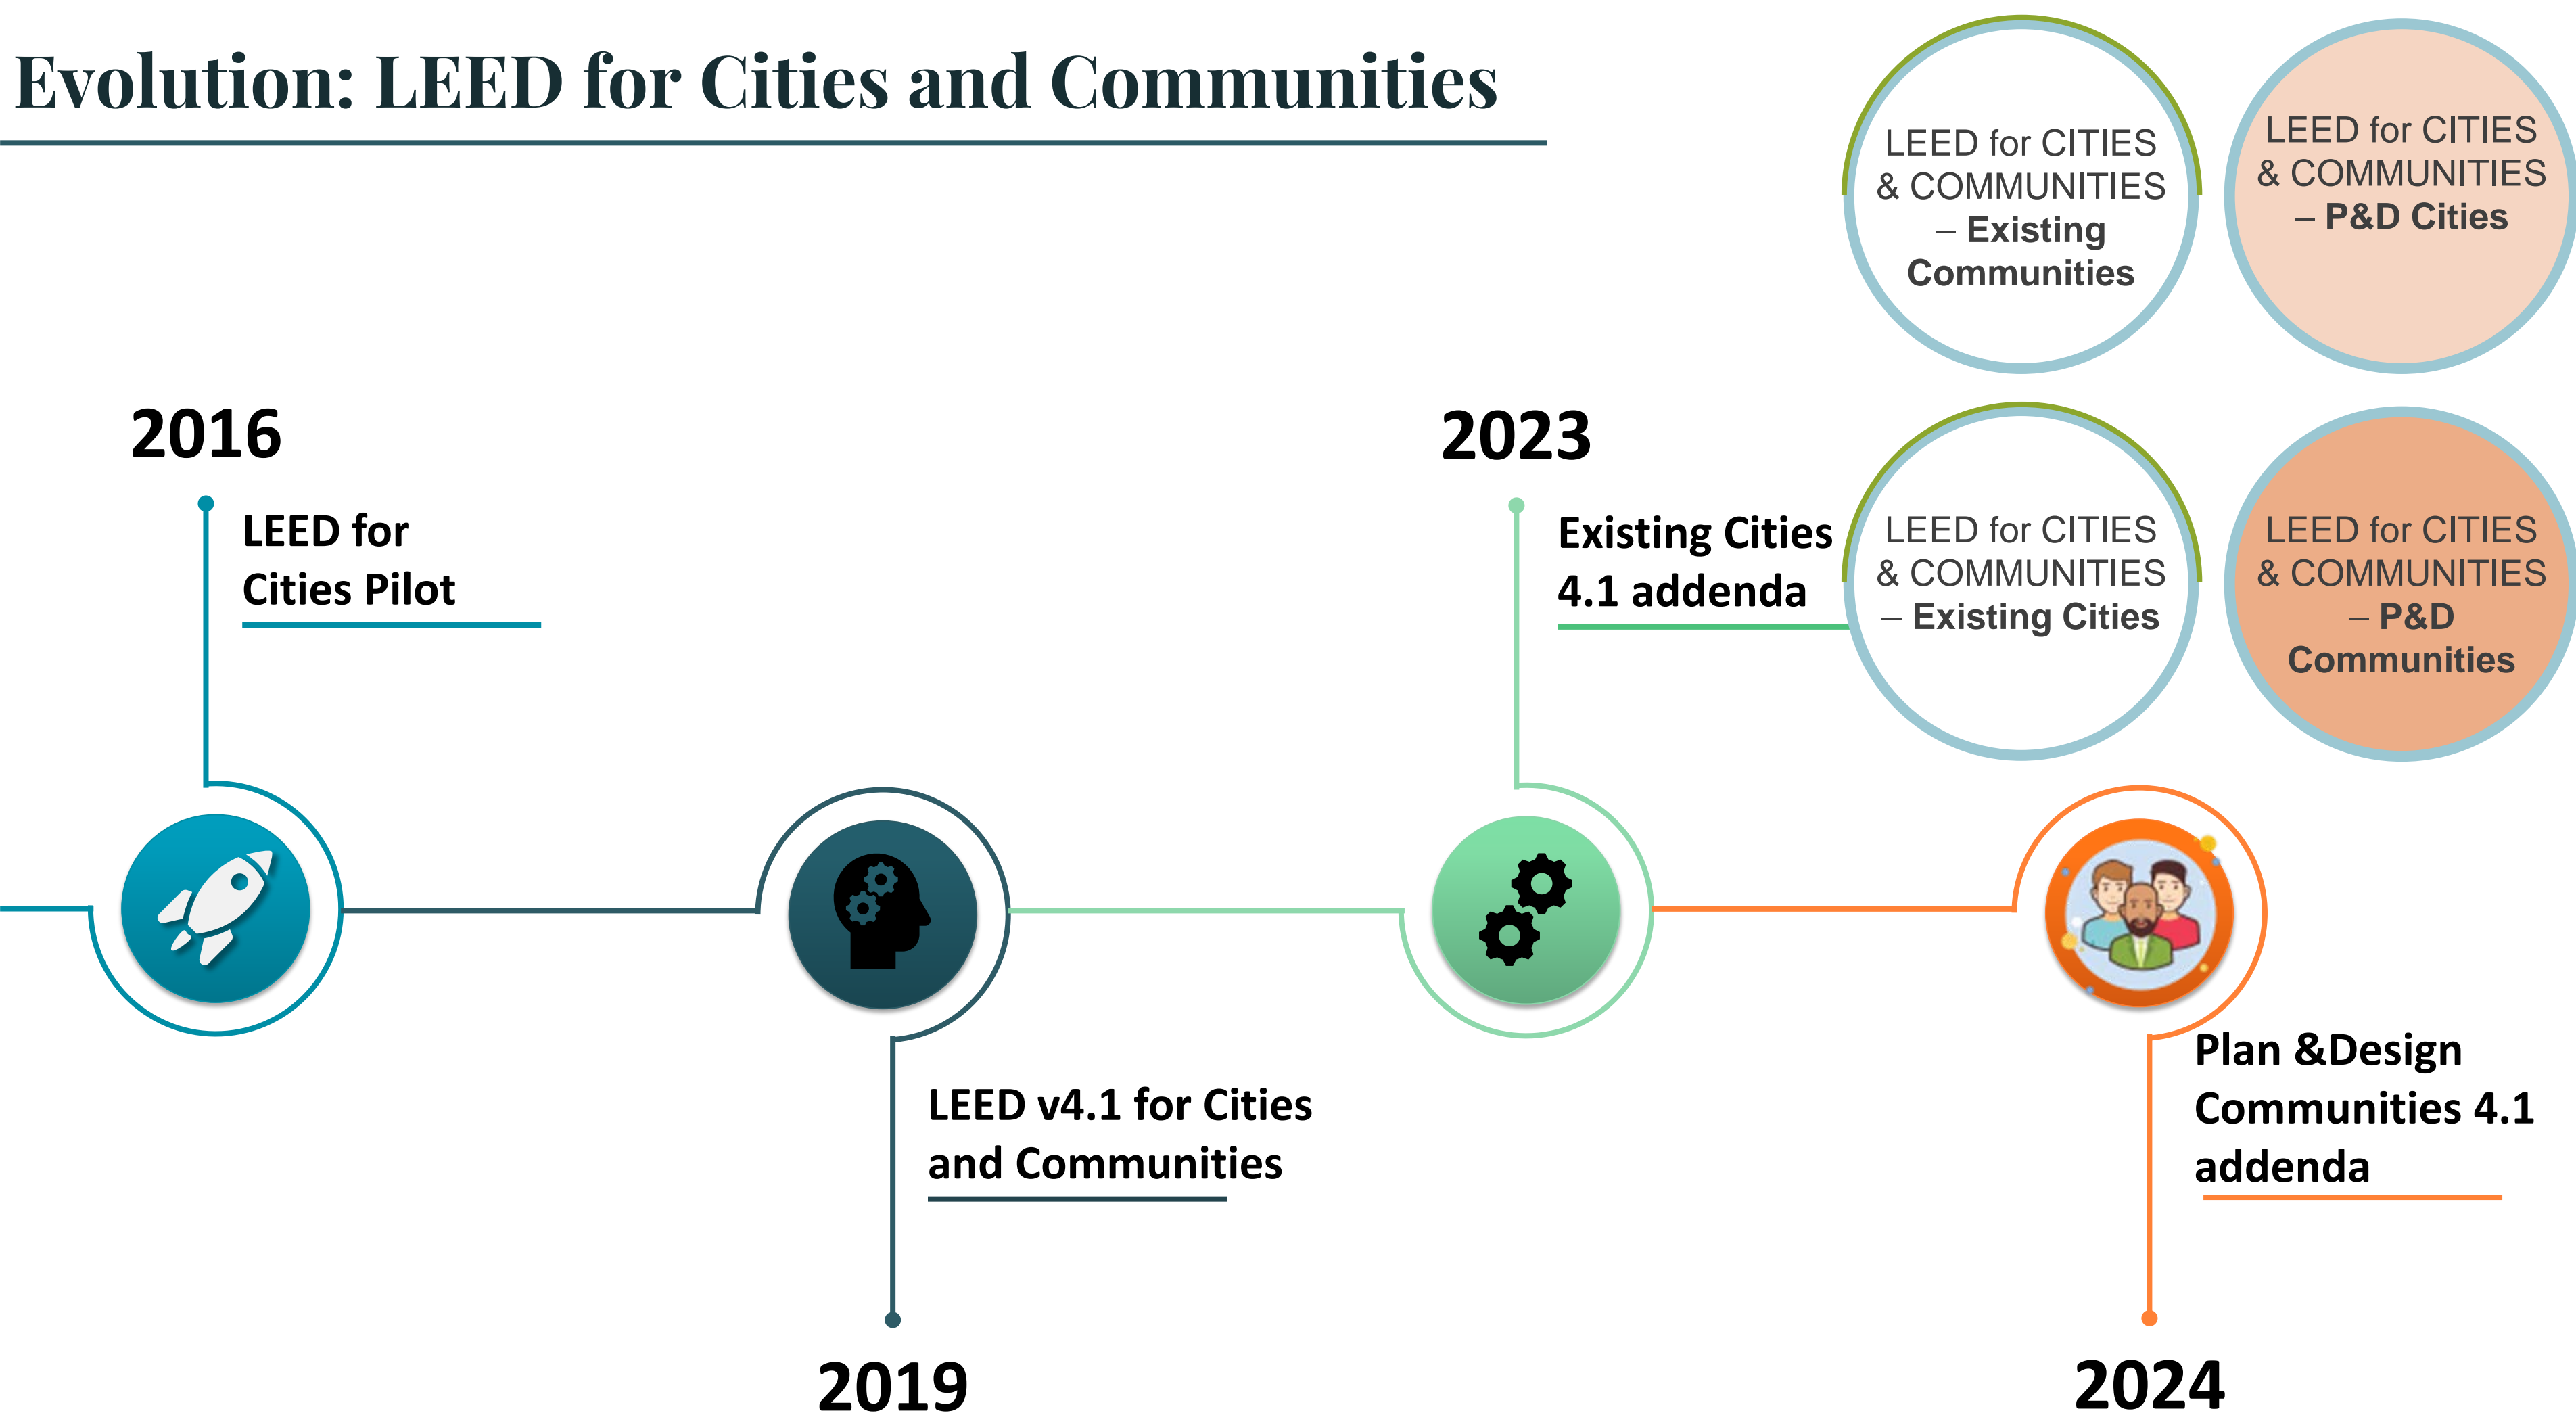 Evolution: LEED for Cities and Communities
LEED for CITIES
& COMMUNITIES
– Existing
Communities
LEED for CITIES
& COMMUNITIES
– P&D Cities
2016
LEED for
Cities Pilot
2023
Existing Cities
4.1 addenda
LEED for CITIES
& COMMUNITIES
– Existing Cities
LEED for CITIES
& COMMUNITIES
– P&D
Communities
LEED v4.1 for Cities
and Communities
2019
Plan &Design
Communities 4.1
addenda
2024